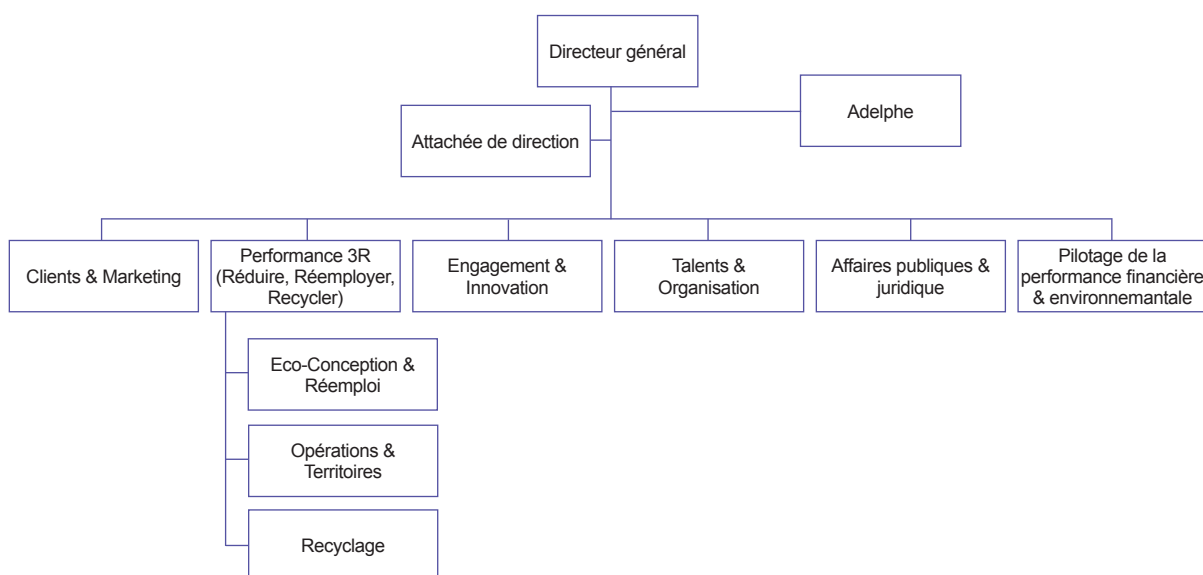 Directeur général
Adelphe
Attachée de direction
Clients & Marketing
Performance 3R
(Réduire, Réemployer,
Recycler)
Engagement &
Innovation
Talents &
Organisation
Affaires publiques &
juridique
Pilotage de la
performance financière
& environnemantale
Eco-Conception &
Réemploi
Opérations &
Territoires
Recyclage